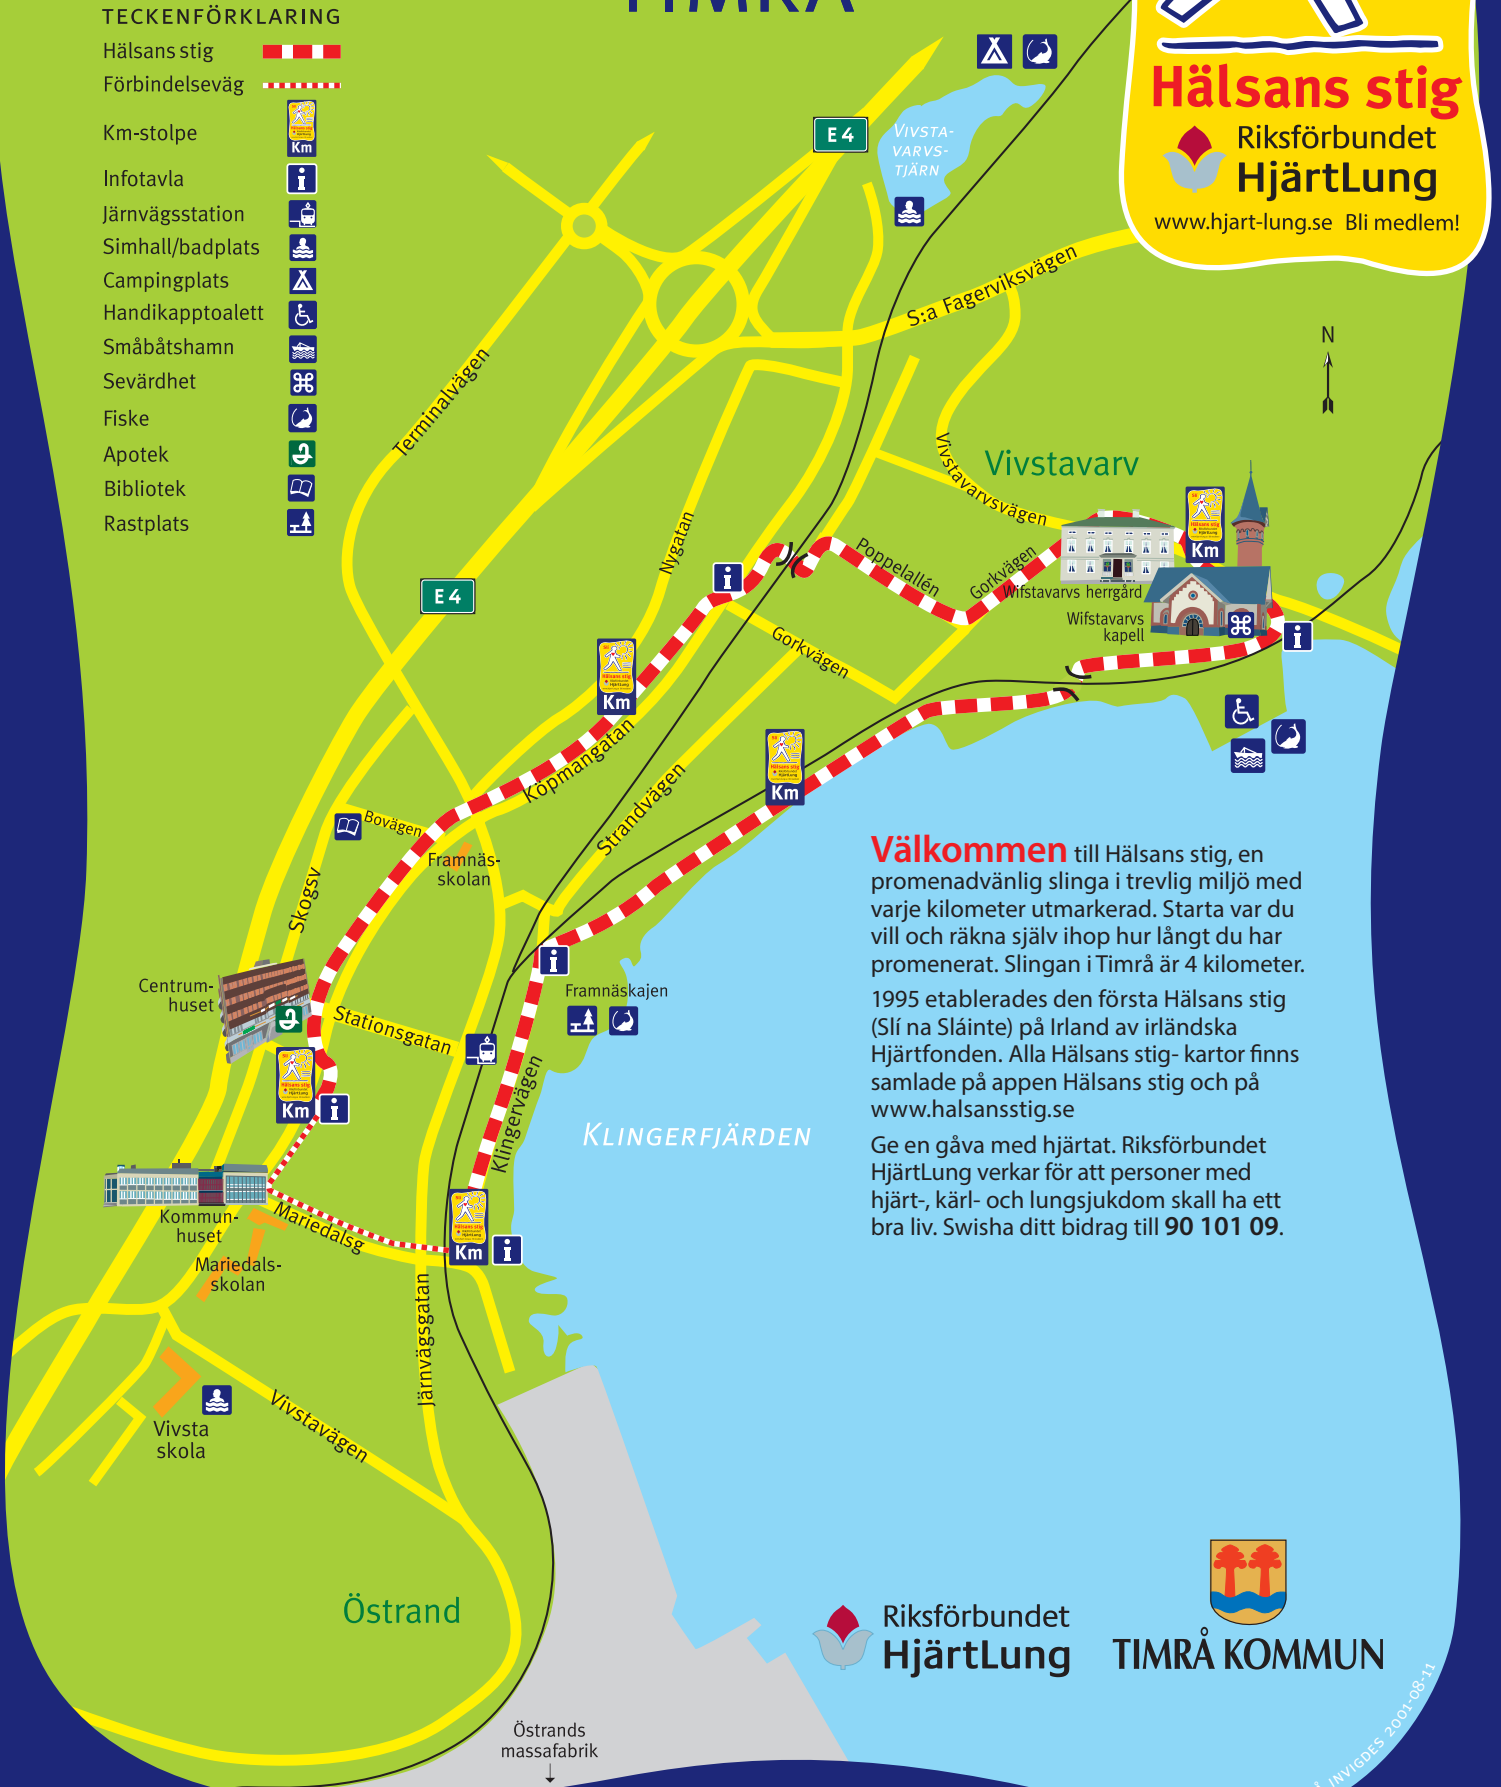 TIMRÅ
TECKENFÖRKLARING
Hälsans stig
Förbindelseväg
Km-stolpe
Km
Infotavla
Järnvägsstation
Simhall/badplats
Campingplats
Handikapptoalett
Småbåtshamn
Sevärdhet
Fiske
Apotek
Bibliotek
Rastplats
Hälsans stig
Riksförbundet
HjärtLung
www.hjart-lung.se Bli medlem!
E 4
VIVSTA-
VARVS-
TJÄRN
S:a Fagerviksvägen
N
Terminalvägen
Vivstavarv
Vivstavarvsvägen
Nygatan
Poppelallén
Gorkvägen
Km
Wifstavarvs herrgård
Wifstavarvs
kapell
E 4
Gorkvägen
Km
Köpmangatan
Strandvägen
Km
Bovägen
Framnäs-
skolan
Skogsv
Centrum-
huset
Stationsgatan
Framnäskajen
Klingervägen
Km
KLINGERFJÄRDEN
Kommun-
huset
Mariedalsg
Km
Mariedals-
skolan
Järnvägsgatan
Vivsta
skola
Vivstavägen
Östrand
Östrands
massafabrik
Välkommen till Hälsans stig, en
promenadvänlig slinga i trevlig miljö med
varje kilometer utmarkerad. Starta var du
vill och räkna själv ihop hur långt du har
promenerat. Slingan i Timrå är 4 kilometer.
1995 etablerades den första Hälsans stig
(Slí na Sláinte) på Irland av irländska
Hjärtfonden. Alla Hälsans stig- kartor finns
samlade på appen Hälsans stig och på
www.halsansstig.se
Ge en gåva med hjärtat. Riksförbundet
HjärtLung verkar för att personer med
hjärt-, kärl- och lungsjukdom skall ha ett
bra liv. Swisha ditt bidrag till 90 101 09.
Riksförbundet
HjärtLung
TIMRÅ KOMMUN
INVIGDES 2001-08-11